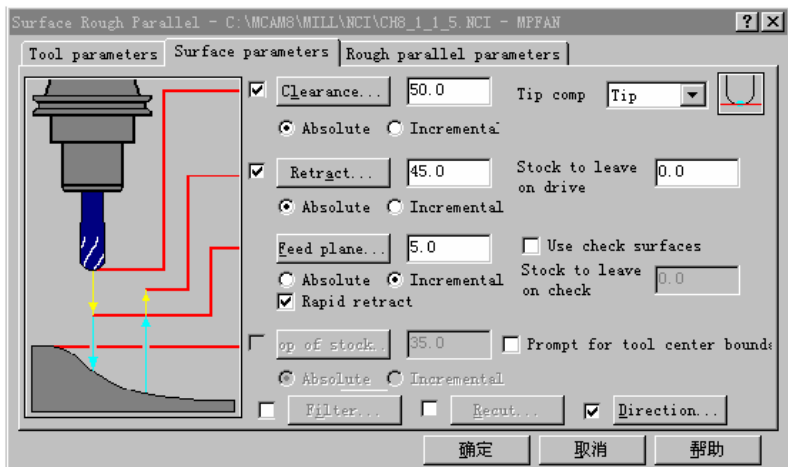 Surface Rough Parallel - C:\MCAM8\MILL\NCI\CH8_1_1_5.NCI - MPFAN
Tool parameters Surface parameters Rough parallel parameters
Clearance... 50.0 Tip comp Tip
Absolute Incremental
Retract... 45.0 Stock to leave on drive 0.0
Absolute Incremental
Feed plane... 5.0 Use check surfaces
Absolute Incremental Stock to leave on check 0.0
Rapid retract
op of stock.. 35.0 Prompt for tool center bounda
Absolute Incremental
Filter... Recut... Direction...
确定 取消 帮助